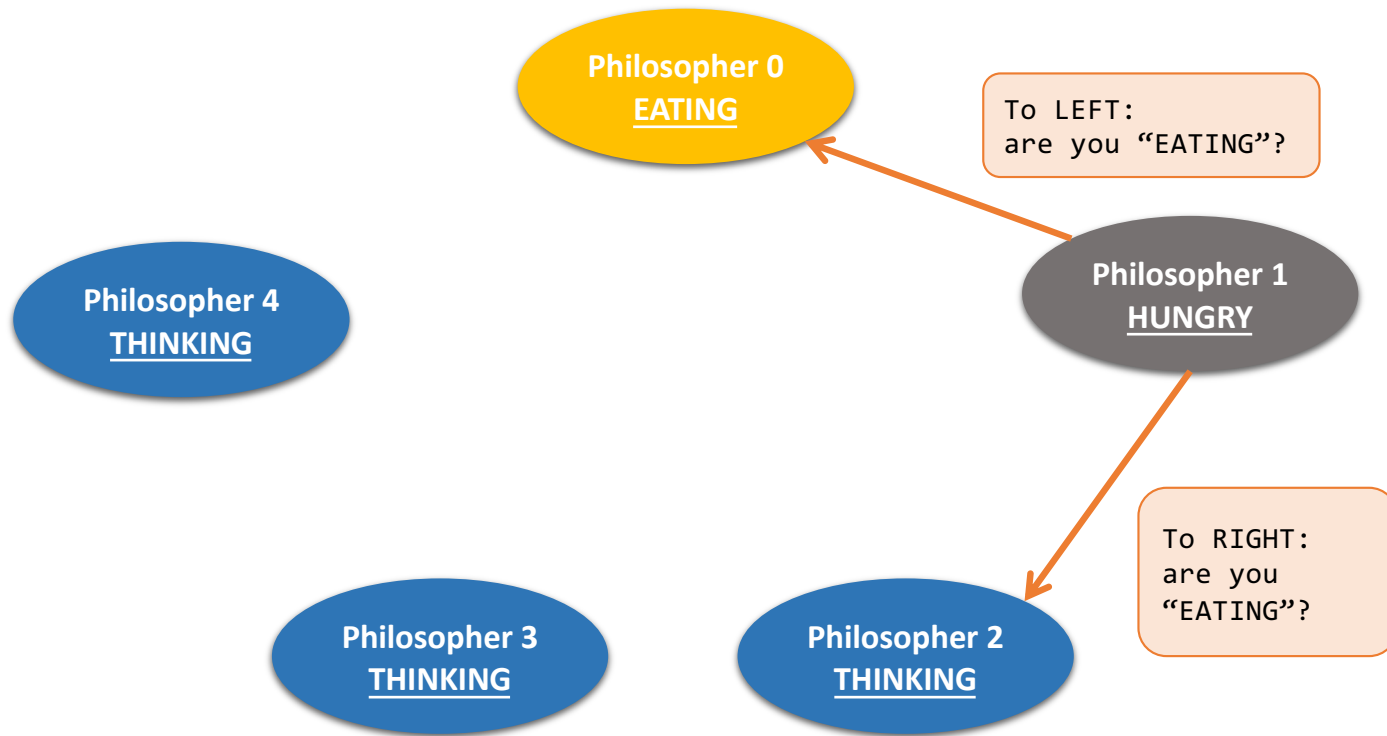 Philosopher 0
EATING
To LEFT:
are you “EATING”?
Philosopher 1
HUNGRY
Philosopher 4
THINKING
To RIGHT:
are you
“EATING”?
Philosopher 3
THINKING
Philosopher 2
THINKING